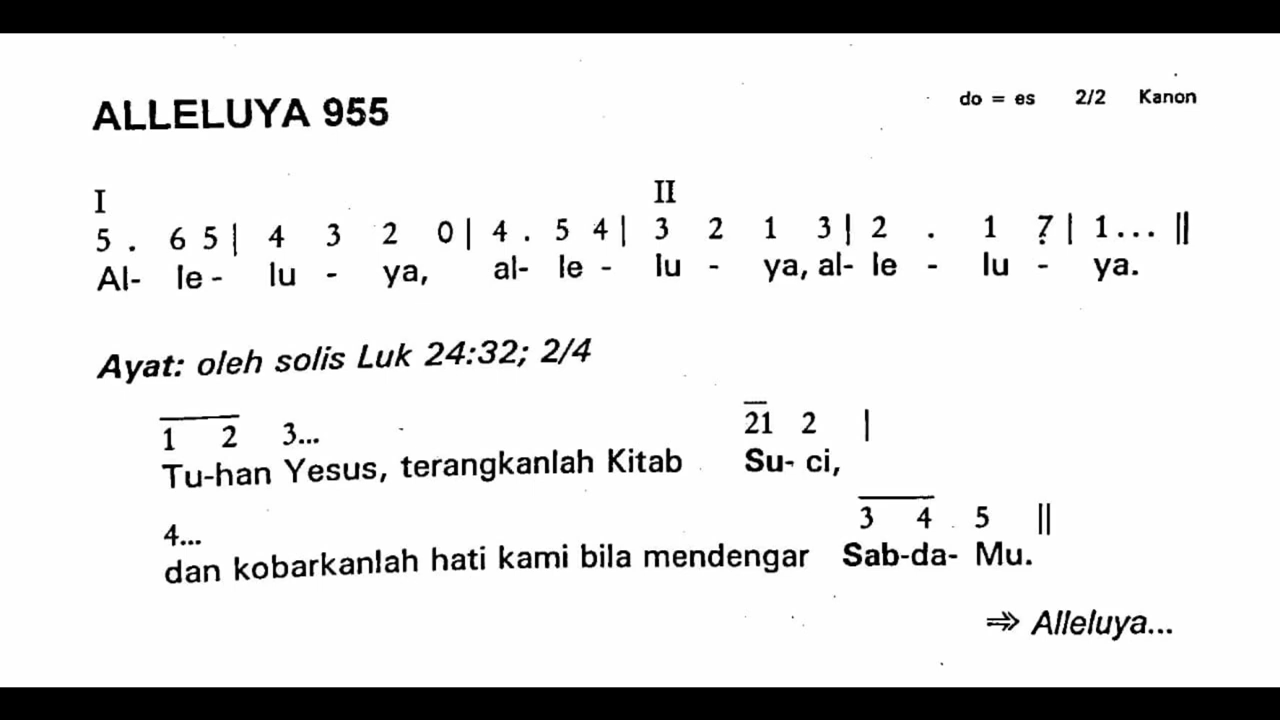 ALLELUYA 955
do = es 2/2 Kanon
I II
5 . 6 5 | 4 3 2 0 | 4 . 5 4 | 3 2 1 3 | 2 . 1 7̣ | 1... ||
Al- le - lu - ya, al- le - lu - ya, al- le - lu - ya.
Ayat: oleh solis Luk 24:32; 2/4
1 2 3... 21 2 |
Tu-han Yesus, terangkanlah Kitab Su- ci,
4... 3 4 5 ||
dan kobarkanlah hati kami bila mendengar Sab-da- Mu.
⇒ Alleluya...